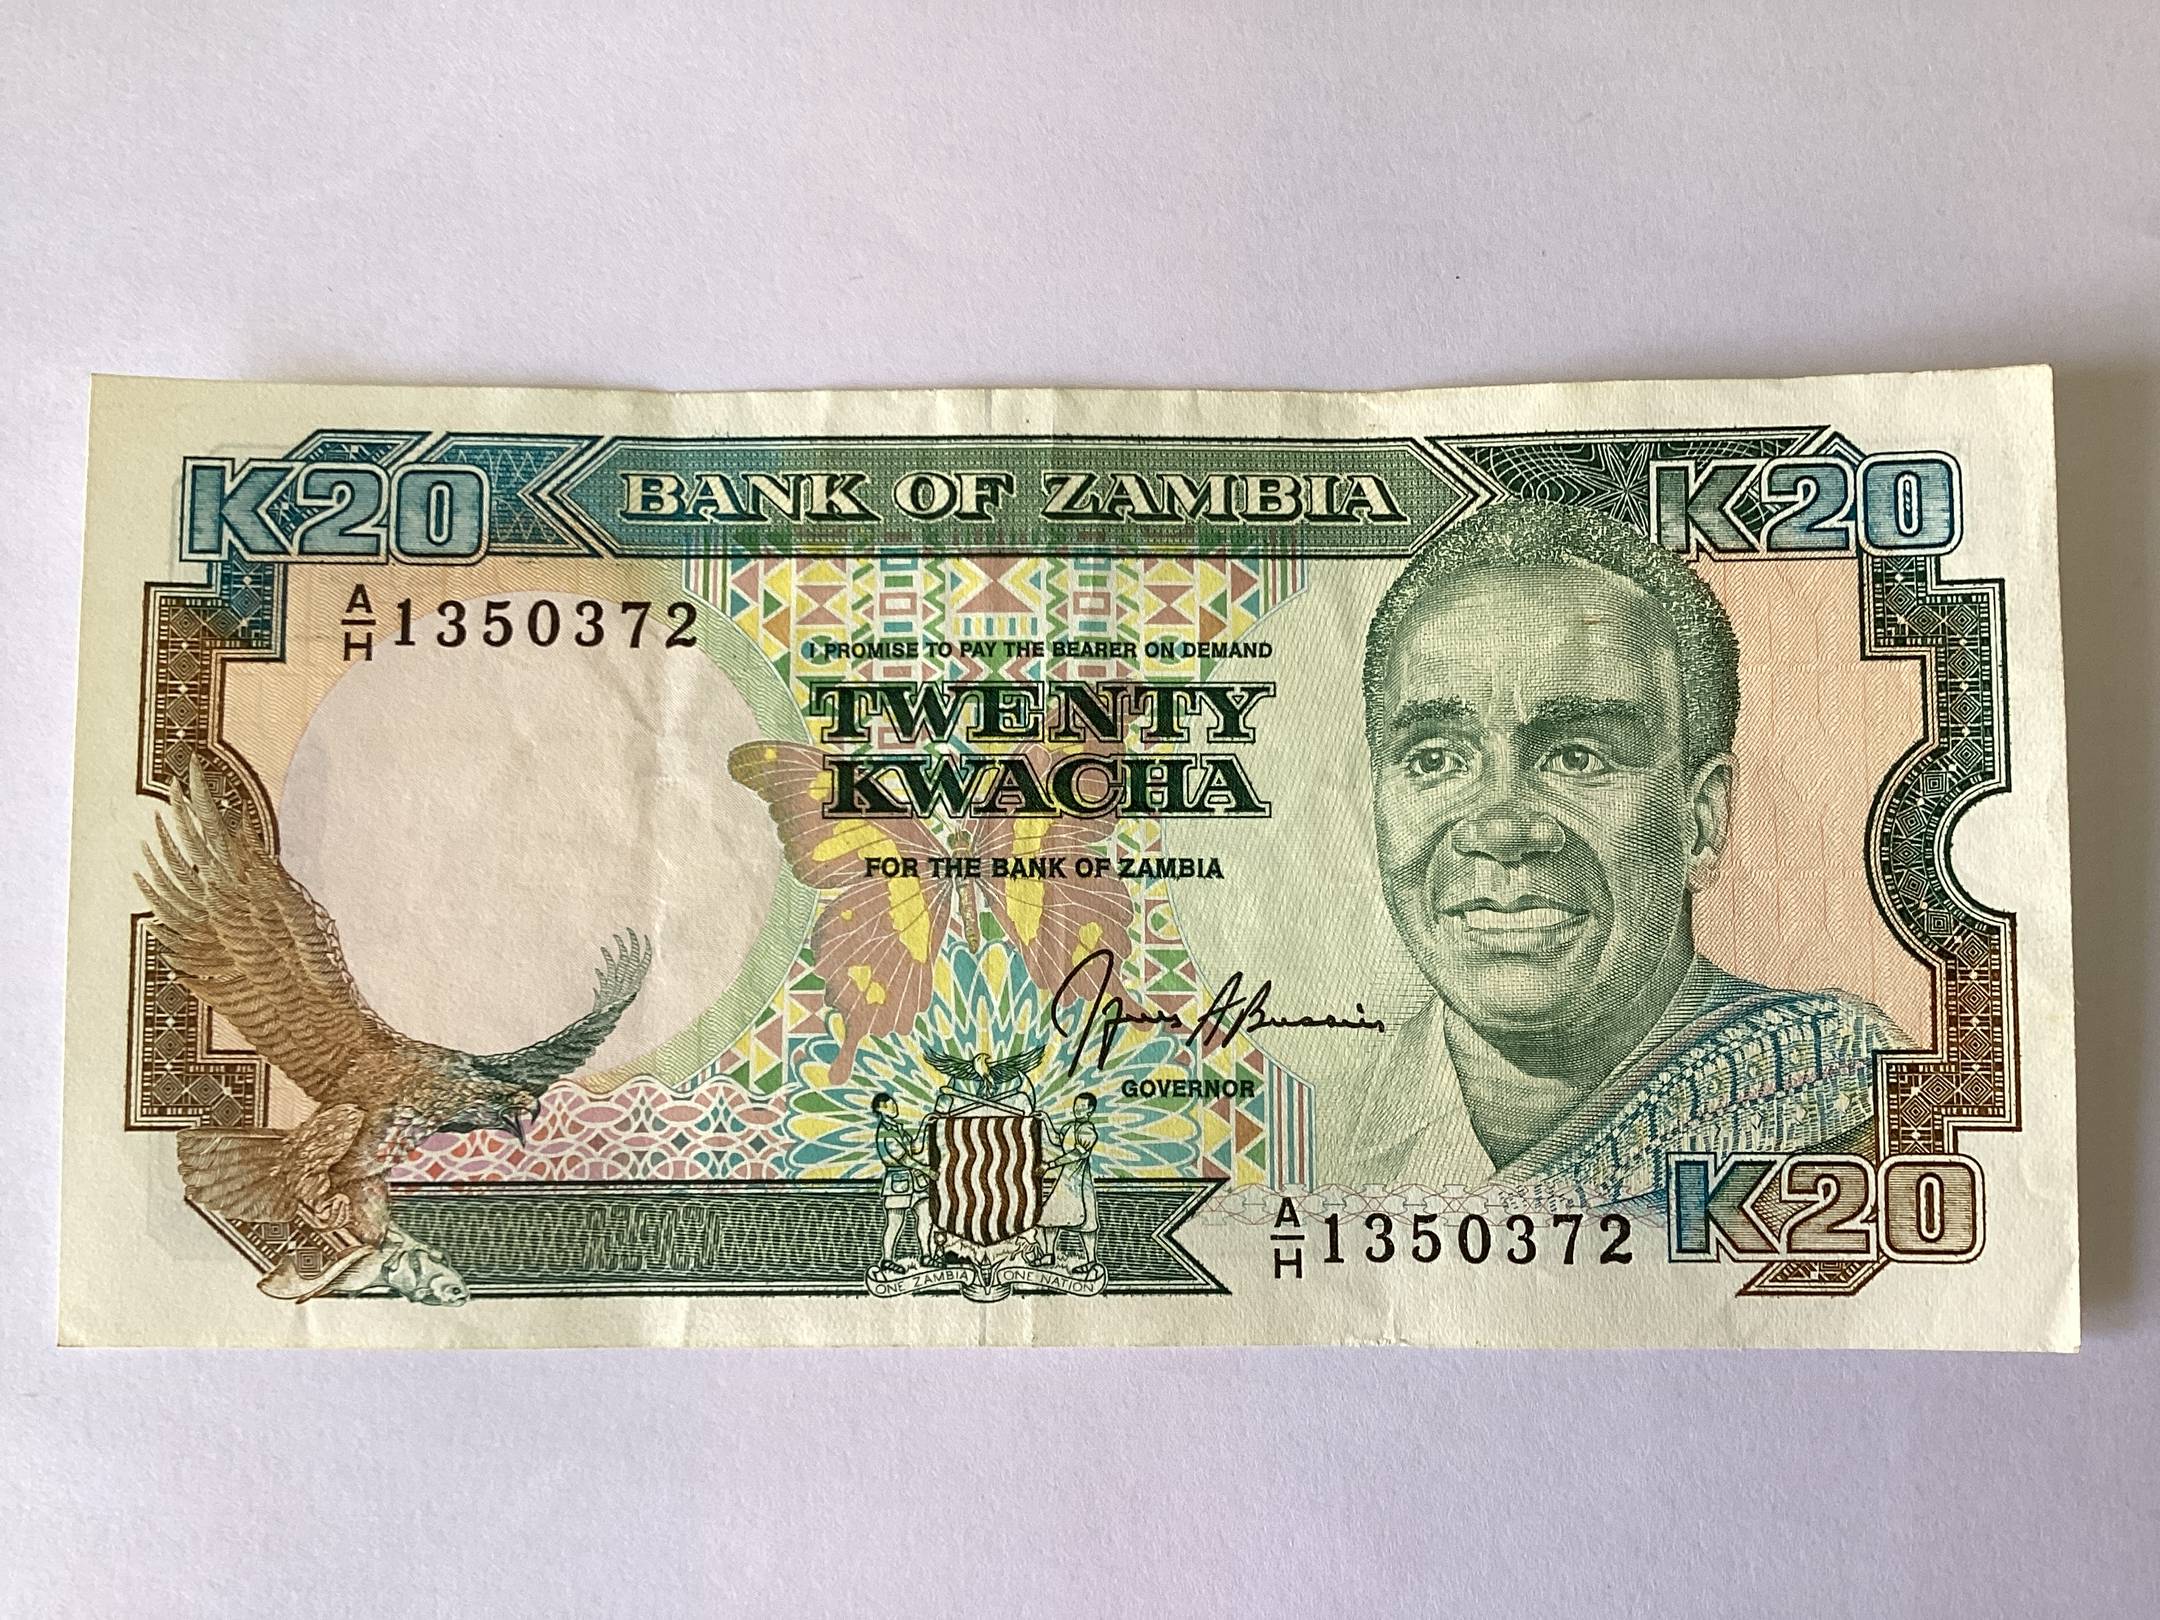 K20 BANK OF ZAMBIA K20
A/H 1350372
I PROMISE TO PAY THE BEARER ON DEMAND
TWENTY
KWACHA
FOR THE BANK OF ZAMBIA
GOVERNOR
A/H 1350372 K20
ONE ZAMBIA ONE NATION